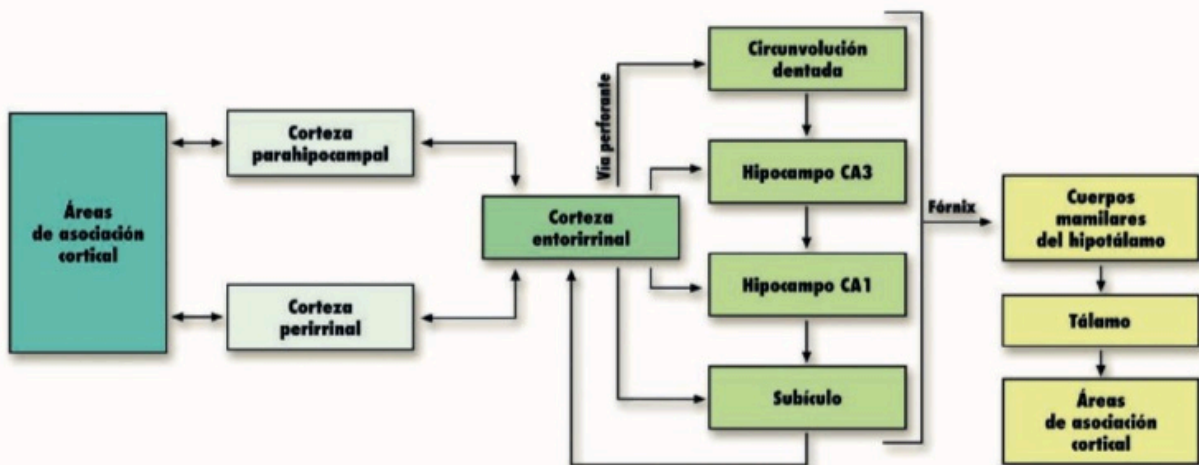 Áreas
de asociación
cortical
Corteza
parahipocampal
Corteza
perirrinal
Corteza
entorirrinal
Vía perforante
Circunvolución
dentada
Hipocampo CA3
Hipocampo CA1
Subículo
Fórnix
Cuerpos
mamilares
del hipotálamo
Tálamo
Áreas
de asociación
cortical